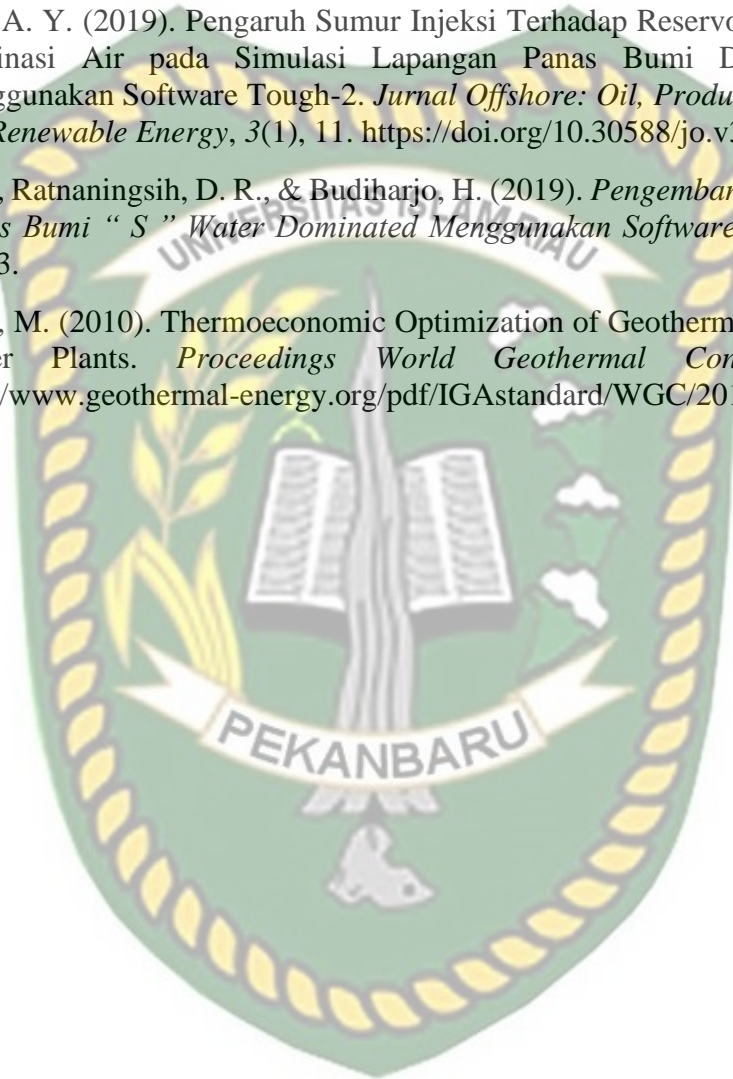 A. Y. (2019). Pengaruh Sumur Injeksi Terhadap Reservo
inasi Air pada Simulasi Lapangan Panas Bumi D
ggunakan Software Tough-2. Jurnal Offshore: Oil, Produ
Renewable Energy, 3(1), 11. https://doi.org/10.30588/jo.v3
, Ratnaningsih, D. R., & Budiharjo, H. (2019). Pengemban
s Bumi “ S ” Water Dominated Menggunakan Software
3.
UNIVERSITAS ISLAM RIAU
, M. (2010). Thermoeconomic Optimization of Geotherm
er Plants. Proceedings World Geothermal Con
/www.geothermal-energy.org/pdf/IGAstandard/WGC/201
PEKANBARU